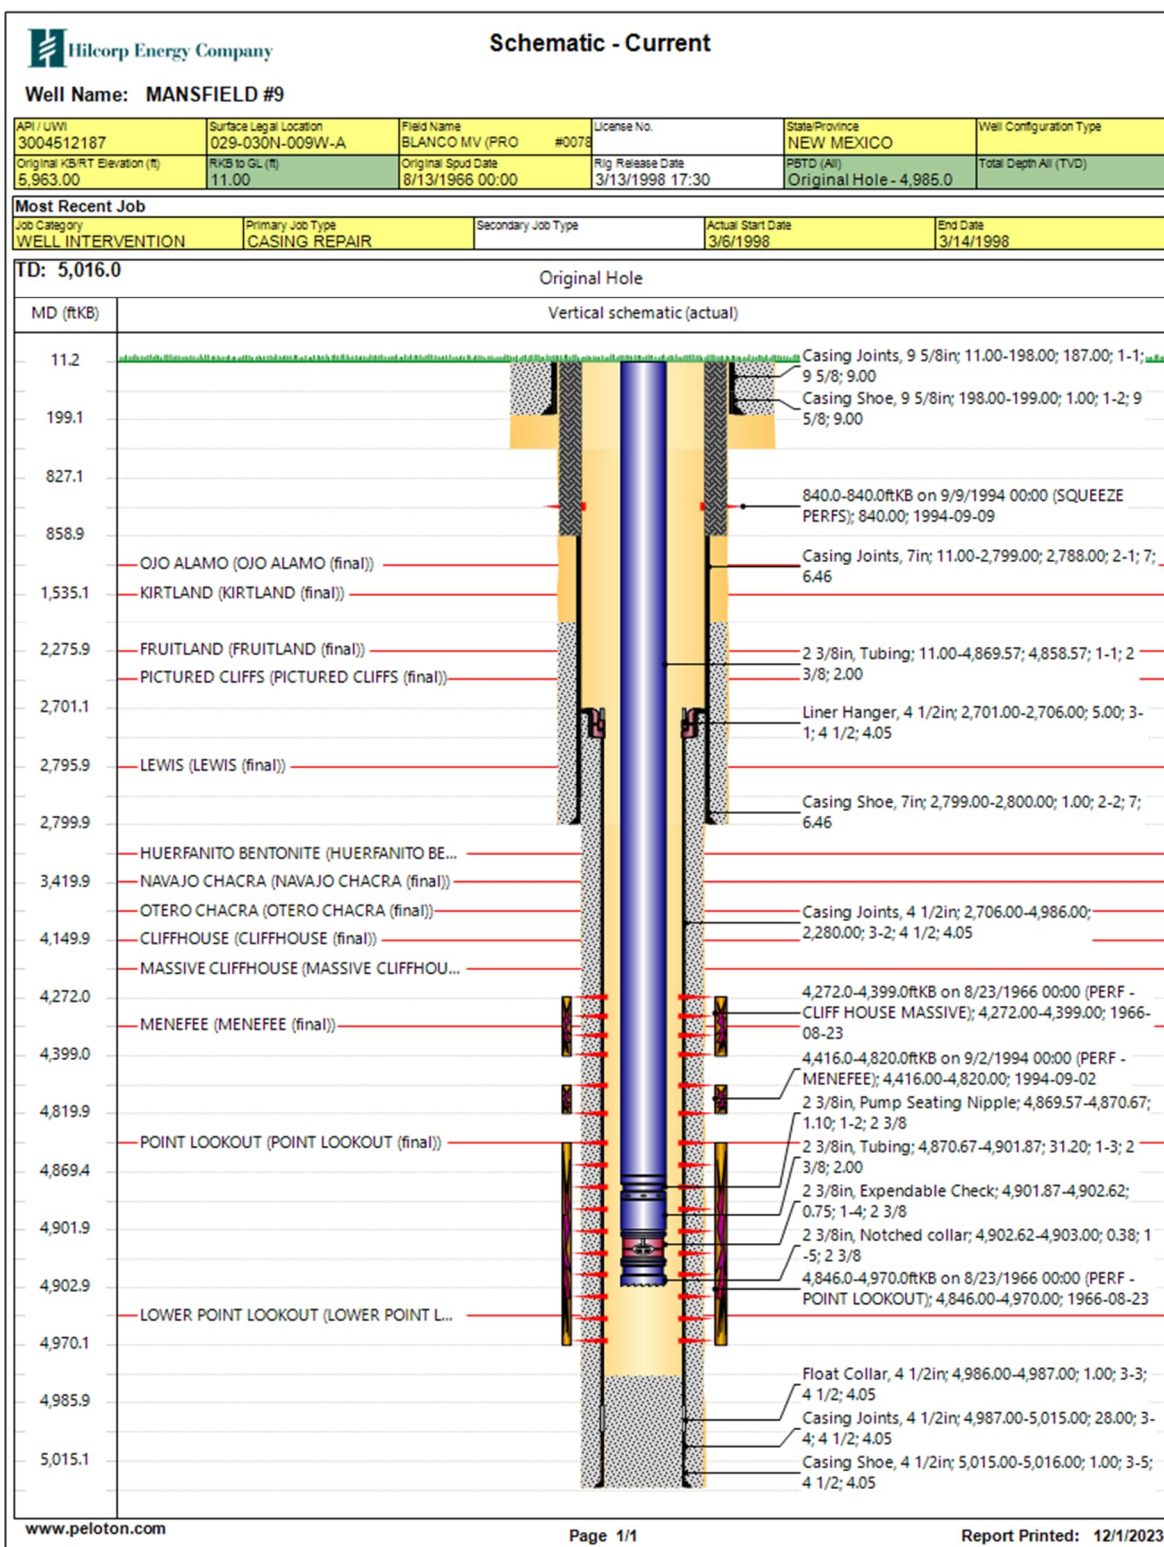 Hilcorp Energy Company
Schematic - Current
Well Name: MANSFIELD #9
API / UWI
3004512187
Surface Legal Location
029-030N-009W-A
Field Name
BLANCO MV (PRO #0078
License No.
State/Province
NEW MEXICO
Well Configuration Type
Original KB/RT Elevation (ft)
5,963.00
RKB to GL (ft)
11.00
Original Spud Date
8/13/1966 00:00
Rig Release Date
3/13/1998 17:30
PBTD (All)
Original Hole - 4,985.0
Total Depth All (TVD)
Most Recent Job
Job Category
WELL INTERVENTION
Primary Job Type
CASING REPAIR
Secondary Job Type
Actual Start Date
3/6/1998
End Date
3/14/1998
TD: 5,016.0
Original Hole
MD (ftKB)
Vertical schematic (actual)
11.2
199.1
827.1
858.9
1,535.1
2,275.9
2,701.1
2,795.9
2,799.9
3,419.9
4,149.9
4,272.0
4,399.0
4,819.9
4,869.4
4,901.9
4,902.9
4,970.1
4,985.9
5,015.1
OJO ALAMO (OJO ALAMO (final))
KIRTLAND (KIRTLAND (final))
FRUITLAND (FRUITLAND (final))
PICTURED CLIFFS (PICTURED CLIFFS (final))
LEWIS (LEWIS (final))
HUERFANITO BENTONITE (HUERFANITO BE...
NAVAJO CHACRA (NAVAJO CHACRA (final))
OTERO CHACRA (OTERO CHACRA (final))
CLIFFHOUSE (CLIFFHOUSE (final))
MASSIVE CLIFFHOUSE (MASSIVE CLIFFHOU...
MENEFEE (MENEFEE (final))
POINT LOOKOUT (POINT LOOKOUT (final))
LOWER POINT LOOKOUT (LOWER POINT L...
Casing Joints, 9 5/8in; 11.00-198.00; 187.00; 1-1;
9 5/8; 9.00
Casing Shoe, 9 5/8in; 198.00-199.00; 1.00; 1-2; 9
5/8; 9.00
840.0-840.0ftKB on 9/9/1994 00:00 (SQUEEZE
PERFS); 840.00; 1994-09-09
Casing Joints, 7in; 11.00-2,799.00; 2,788.00; 2-1; 7;
6.46
2 3/8in, Tubing; 11.00-4,869.57; 4,858.57; 1-1; 2
3/8; 2.00
Liner Hanger, 4 1/2in; 2,701.00-2,706.00; 5.00; 3-
1; 4 1/2; 4.05
Casing Shoe, 7in; 2,799.00-2,800.00; 1.00; 2-2; 7;
6.46
Casing Joints, 4 1/2in; 2,706.00-4,986.00;
2,280.00; 3-2; 4 1/2; 4.05
4,272.0-4,399.0ftKB on 8/23/1966 00:00 (PERF -
CLIFF HOUSE MASSIVE); 4,272.00-4,399.00; 1966-
08-23
4,416.0-4,820.0ftKB on 9/2/1994 00:00 (PERF -
MENEFEE); 4,416.00-4,820.00; 1994-09-02
2 3/8in, Pump Seating Nipple; 4,869.57-4,870.67;
1.10; 1-2; 2 3/8
2 3/8in, Tubing; 4,870.67-4,901.87; 31.20; 1-3; 2
3/8; 2.00
2 3/8in, Expendable Check; 4,901.87-4,902.62;
0.75; 1-4; 2 3/8
2 3/8in, Notched collar; 4,902.62-4,903.00; 0.38; 1
-5; 2 3/8
4,846.0-4,970.0ftKB on 8/23/1966 00:00 (PERF -
POINT LOOKOUT); 4,846.00-4,970.00; 1966-08-23
Float Collar, 4 1/2in; 4,986.00-4,987.00; 1.00; 3-3;
4 1/2; 4.05
Casing Joints, 4 1/2in; 4,987.00-5,015.00; 28.00; 3-
4; 4 1/2; 4.05
Casing Shoe, 4 1/2in; 5,015.00-5,016.00; 1.00; 3-5;
4 1/2; 4.05
www.peloton.com
Page 1/1
Report Printed: 12/1/2023